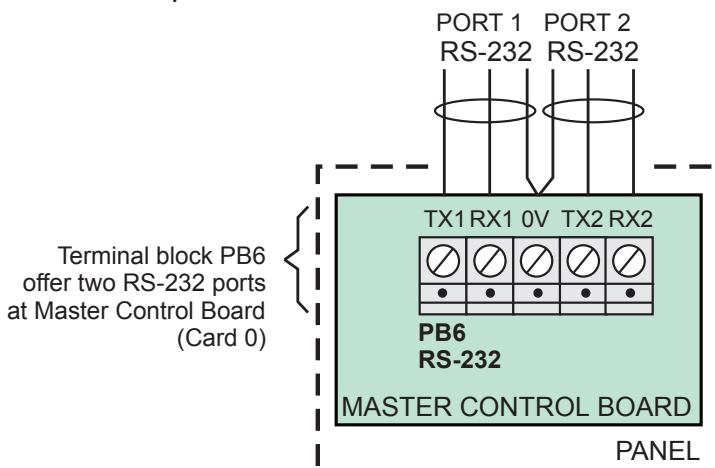 PORT 1 PORT 2
RS-232 RS-232
TX1 RX1 0V TX2 RX2
Terminal block PB6
offer two RS-232 ports
at Master Control Board
(Card 0)
PB6
RS-232
MASTER CONTROL BOARD
PANEL